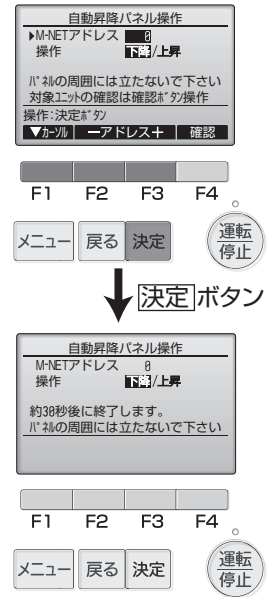 自動昇降パネル操作
▶M-NETアドレス 0
操作 下降/上昇
パネルの周囲には立たないで下さい
対象ユニットの確認は確認ボタン操作
操作:決定ボタン
▼カーソル ーアドレス+ 確認
F1 F2 F3 F4
メニュー 戻る 決定 運転
停止
決定ボタン
自動昇降パネル操作
M-NETアドレス 0
操作 下降/上昇
約30秒後に終了します。
パネルの周囲には立たないで下さい
F1 F2 F3 F4
メニュー 戻る 決定 運転
停止